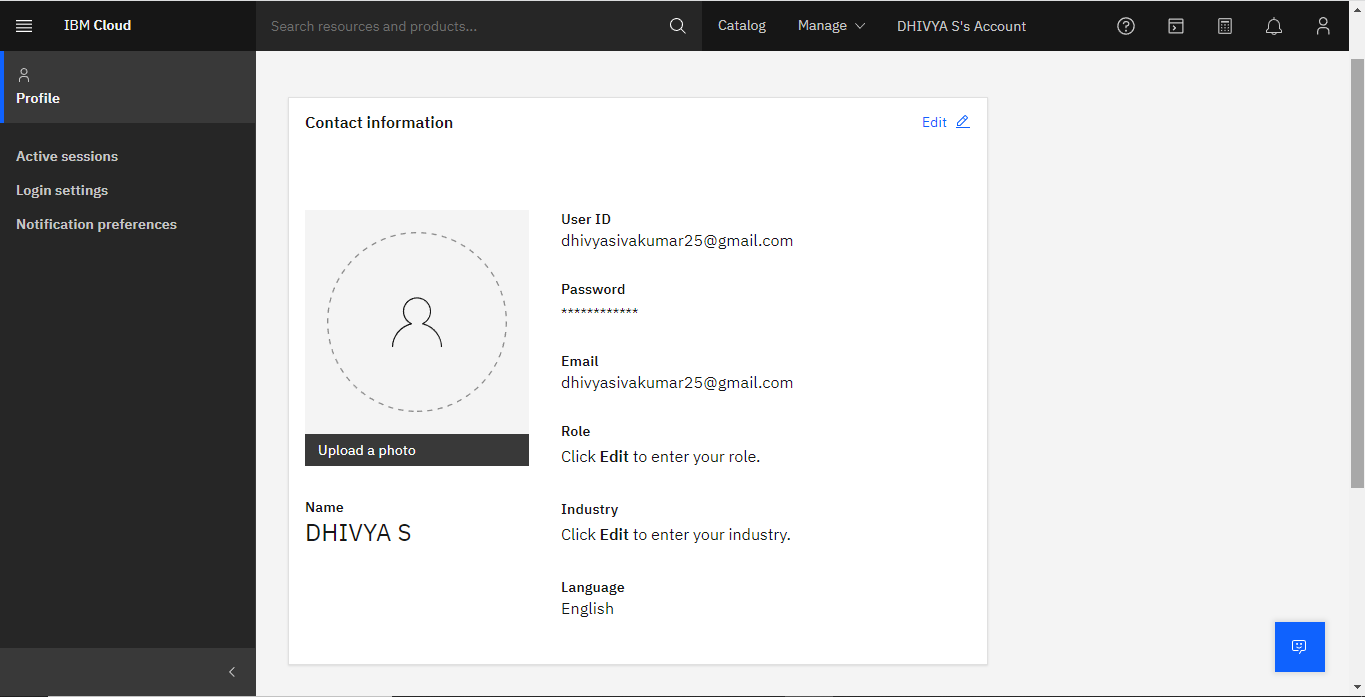 IBM Cloud
Search resources and products...
Catalog
Manage
DHIVYA S's Account
Profile
Active sessions
Login settings
Notification preferences
Contact information
Edit
Upload a photo
Name
DHIVYA S
User ID
dhivyasivakumar25@gmail.com
Password
************
Email
dhivyasivakumar25@gmail.com
Role
Click Edit to enter your role.
Industry
Click Edit to enter your industry.
Language
English